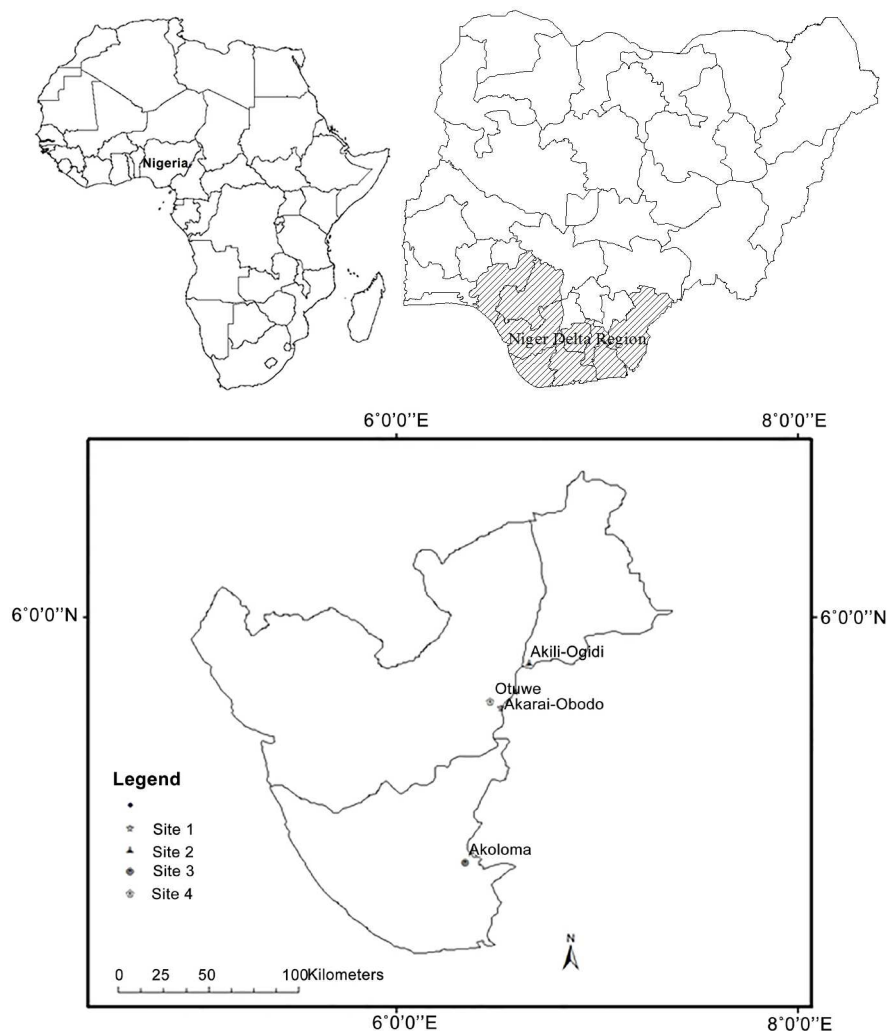 Nigeria
Niger Delta Region
6°0'0''E 8°0'0''E
6°0'0''N 6°0'0''N
Akili-Ogidi
Otuwe
Akarai-Obodo
Legend
Site 1
Site 2
Site 3
Site 4
Akoloma
N
0 25 50 100Kilometers
6°0'0''E 8°0'0''E